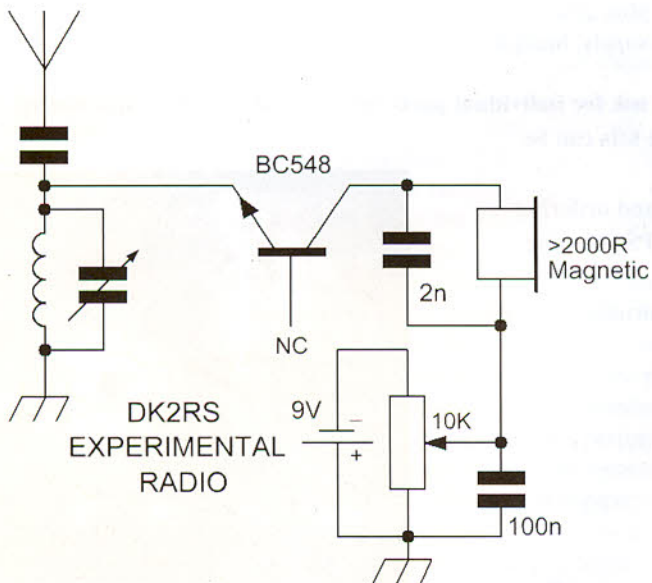 BC548
>2000R
Magnetic
2n
NC
DK2RS
EXPERIMENTAL
RADIO
9V
–
+
10K
100n